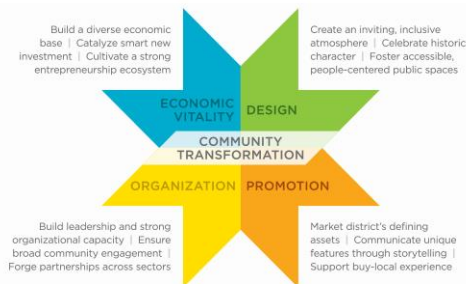 Build a diverse economic
base | Catalyze smart new
investment | Cultivate a strong
entrepreneurship ecosystem
Create an inviting, inclusive
atmosphere | Celebrate historic
character | Foster accessible,
people-centered public spaces
ECONOMIC
VITALITY
DESIGN
COMMUNITY
TRANSFORMATION
ORGANIZATION
PROMOTION
Build leadership and strong
organizational capacity | Ensure
broad community engagement |
Forge partnerships across sectors
Market district's defining
assets | Communicate unique
features through storytelling |
Support buy-local experience